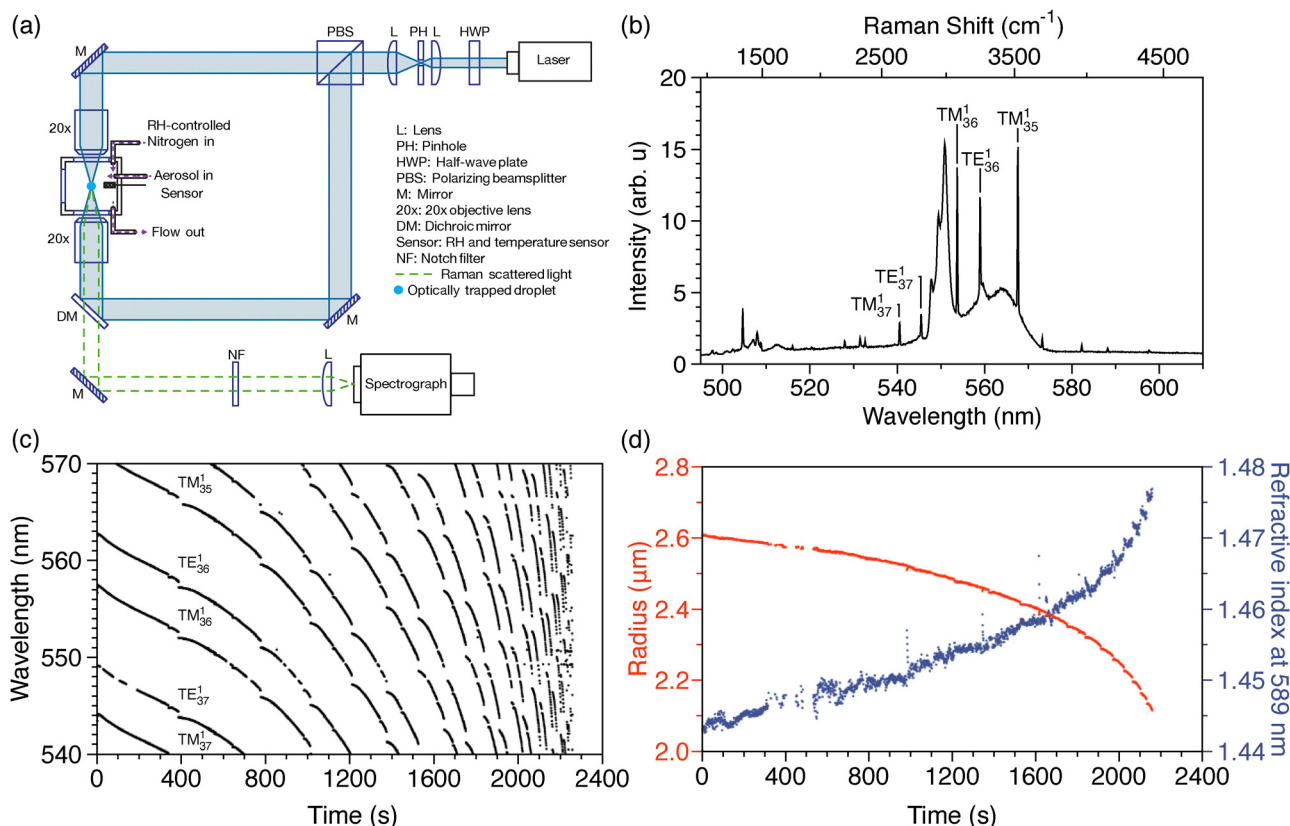 (a)
M
PBS
L
PH
L
HWP
Laser
20x
RH-controlled
Nitrogen in
Aerosol in
Sensor
20x
Flow out
L: Lens
PH: Pinhole
HWP: Half-wave plate
PBS: Polarizing beamsplitter
M: Mirror
20x: 20x objective lens
DM: Dichroic mirror
Sensor: RH and temperature sensor
NF: Notch filter
Raman scattered light
Optically trapped droplet
DM
M
M
NF
L
Spectrograph
(b)
Raman Shift (cm⁻¹)
1500 2500 3500 4500
Intensity (arb. u)
20
15
10
5
0
TM¹₃₆
TM¹₃₅
TE¹₃₆
TE¹₃₇
TM¹₃₇
500 520 540 560 580 600
Wavelength (nm)
(c)
Wavelength (nm)
570
560
550
540
TM¹₃₅
TE¹₃₆
TM¹₃₆
TE¹₃₇
TM¹₃₇
0 400 800 1200 1600 2000 2400
Time (s)
(d)
Radius (µm)
2.8
2.6
2.4
2.2
2.0
1.48
1.47
1.46
1.45
1.44
Refractive index at 589 nm
0 400 800 1200 1600 2000 2400
Time (s)